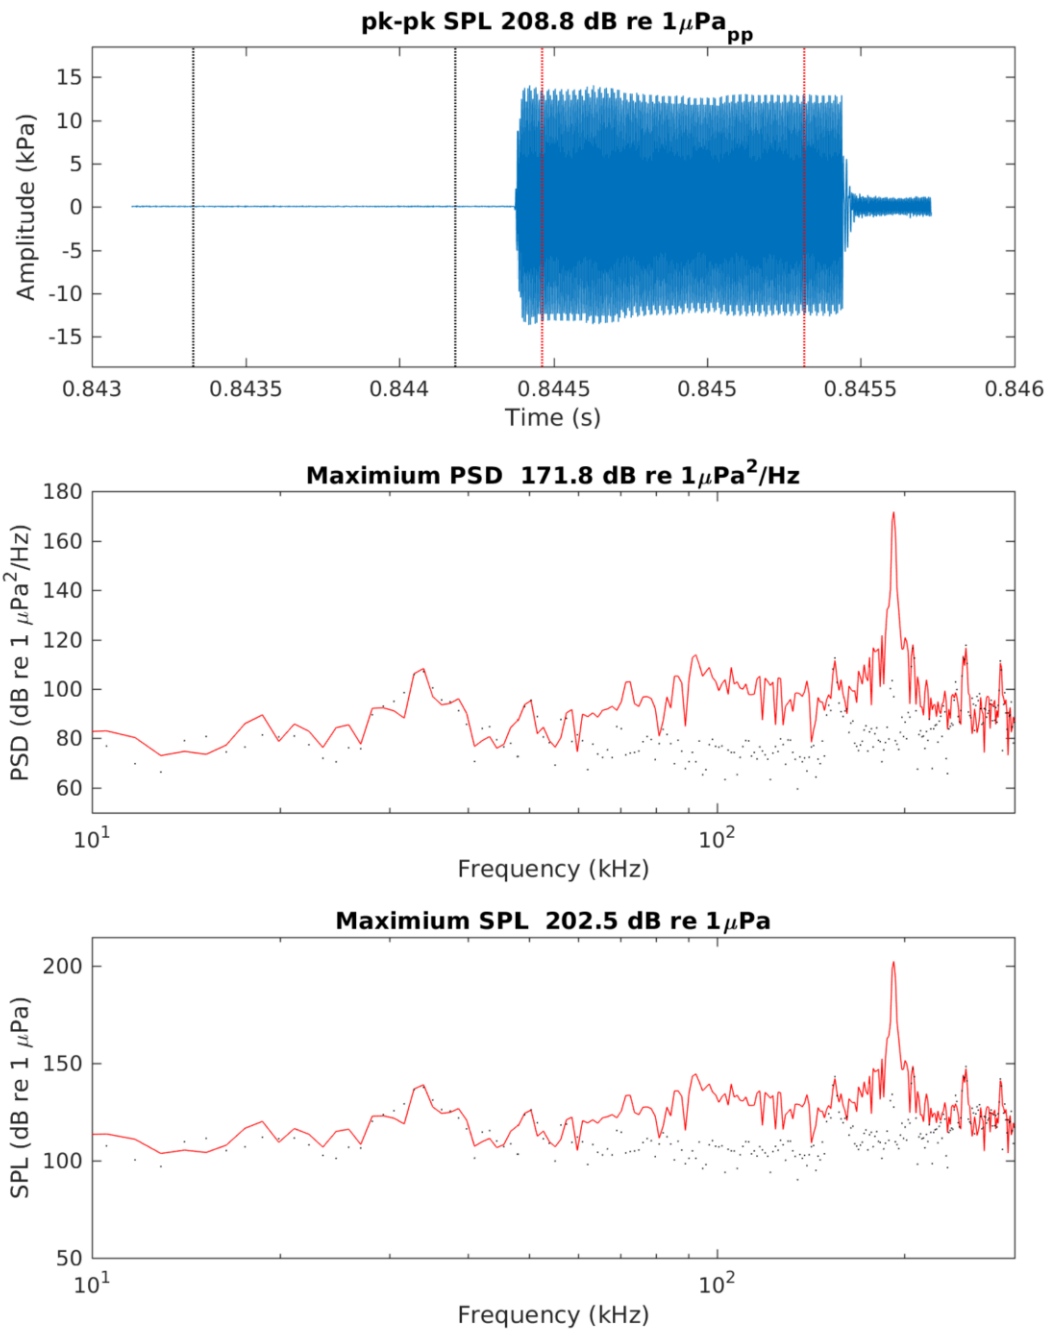 pk-pk SPL 208.8 dB re 1μPa_pp
Amplitude (kPa)
15
10
5
0
-5
-10
-15
0.843 0.8435 0.844 0.8445 0.845 0.8455 0.846
Time (s)
Maximium PSD 171.8 dB re 1μPa²/Hz
PSD (dB re 1 μPa²/Hz)
180
160
140
120
100
80
60
10¹ 10²
Frequency (kHz)
Maximium SPL 202.5 dB re 1μPa
SPL (dB re 1 μPa)
200
150
100
50
10¹ 10²
Frequency (kHz)